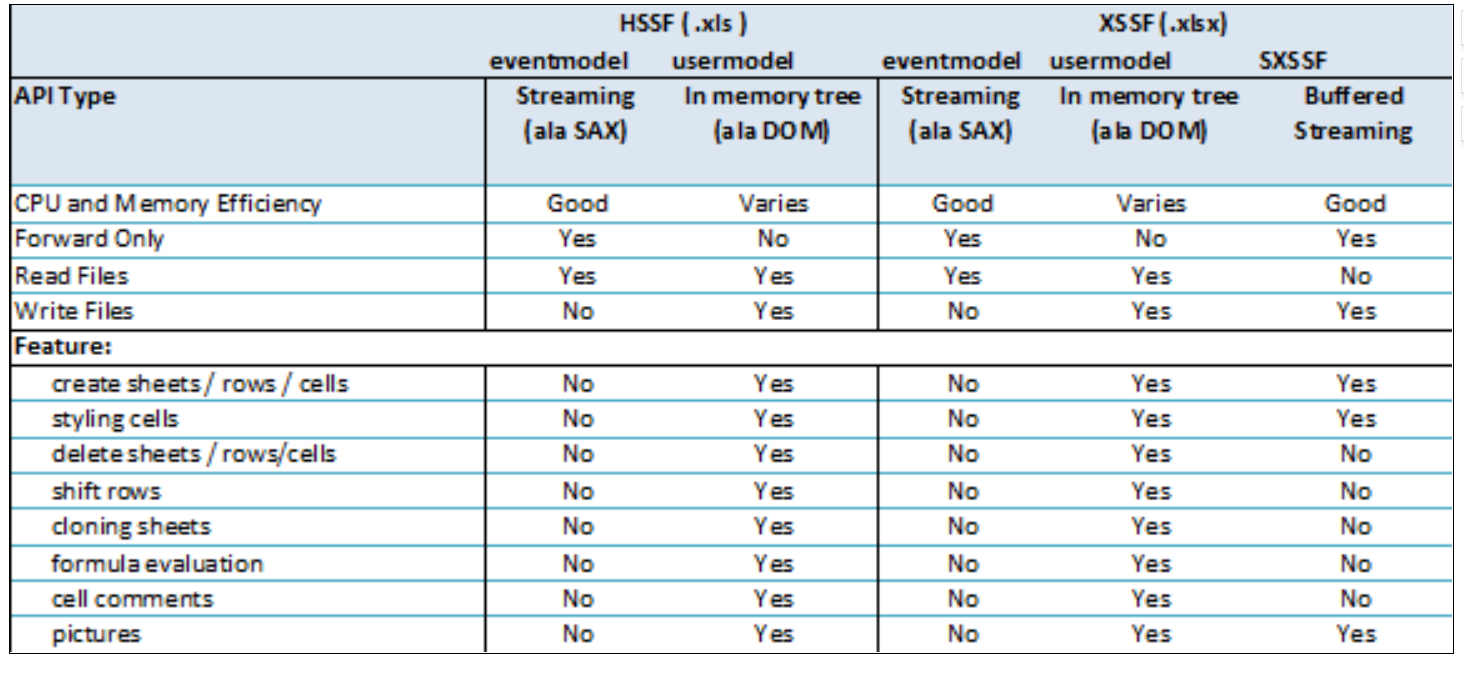 HSSF ( .xls ) XSSF (.xlsx)
eventmodel usermodel eventmodel usermodel SXSSF
API Type Streaming In memory tree Streaming In memory tree Buffered
(ala SAX) (ala DOM) (ala SAX) (ala DOM) Streaming
CPU and Memory Efficiency Good Varies Good Varies Good
Forward Only Yes No Yes No Yes
Read Files Yes Yes Yes Yes No
Write Files No Yes No Yes Yes
Feature:
create sheets / rows / cells No Yes No Yes Yes
styling cells No Yes No Yes Yes
delete sheets / rows/cells No Yes No Yes No
shift rows No Yes No Yes No
cloning sheets No Yes No Yes No
formula evaluation No Yes No Yes No
cell comments No Yes No Yes No
pictures No Yes No Yes Yes